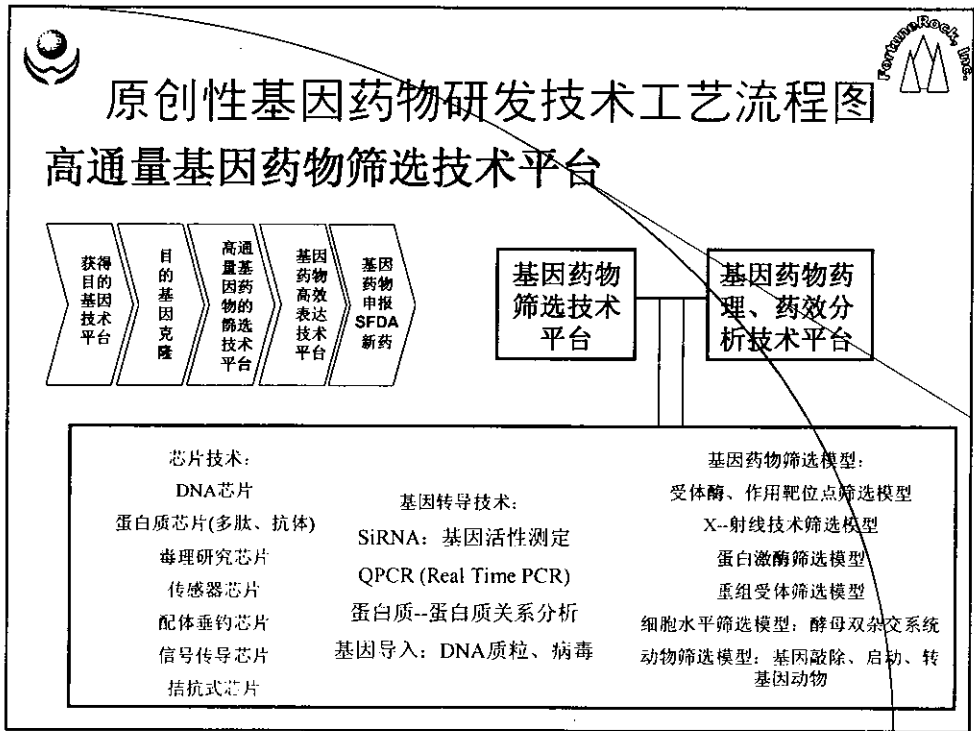 FortuneRock, Inc.
原创性基因药物研发技术工艺流程图
高通量基因药物筛选技术平台
获得
目的
基因
技术
平台
目
的
基
因
克
隆
高通
量基
因药
物的
筛选
技术
平台
基因
药物
高效
表达
技术
平台
基因
药物
申报
SFDA
新药
基因药物
筛选技术
平台
基因药物药
理、药效分
析技术平台
芯片技术:
DNA芯片
蛋白质芯片(多肽、抗体)
毒理研究芯片
传感器芯片
配体垂钓芯片
信号传导芯片
拮抗式芯片
基因转导技术:
SiRNA: 基因活性测定
QPCR (Real Time PCR)
蛋白质--蛋白质关系分析
基因导入: DNA质粒、病毒
基因药物筛选模型:
受体酶、作用靶位点筛选模型
X--射线技术筛选模型
蛋白激酶筛选模型
重组受体筛选模型
细胞水平筛选模型: 酵母双杂交系统
动物筛选模型: 基因敲除、启动、转
基因动物